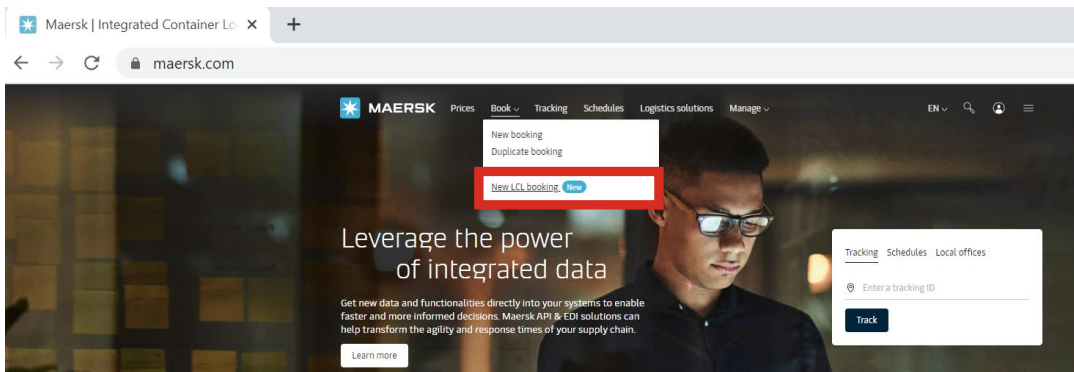 Maersk | Integrated Container Lo
maersk.com
MAERSK Prices Book Tracking Schedules Logistics solutions Manage EN
New booking
Duplicate booking
New LCL booking New
Leverage the power
of integrated data
Get new data and functionalities directly into your systems to enable
faster and more informed decisions. Maersk API & EDI solutions can
help transform the agility and response times of your supply chain.
Learn more
Tracking Schedules Local offices
Enter a tracking ID
Track